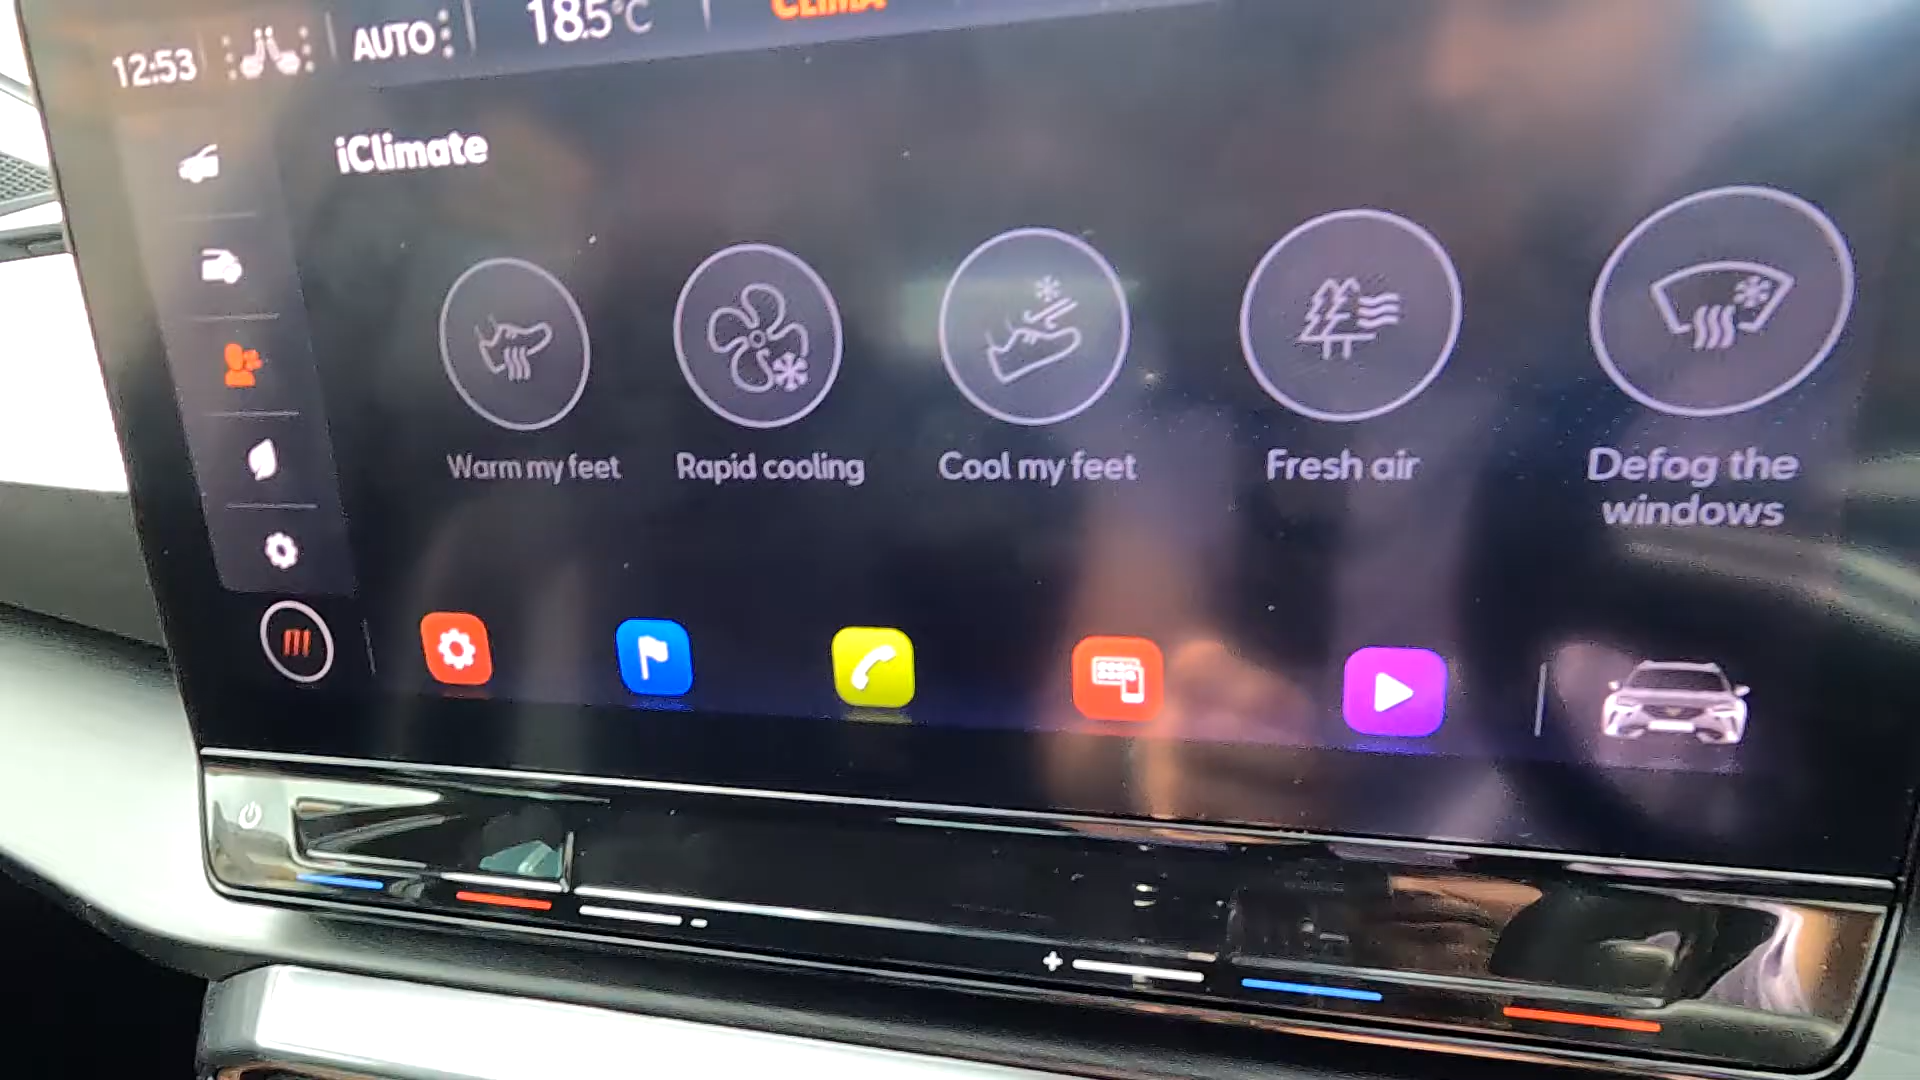 12:53 AUTO 18.5°C CLIMA
iClimate
Warm my feet
Rapid cooling
Cool my feet
Fresh air
Defog the
windows